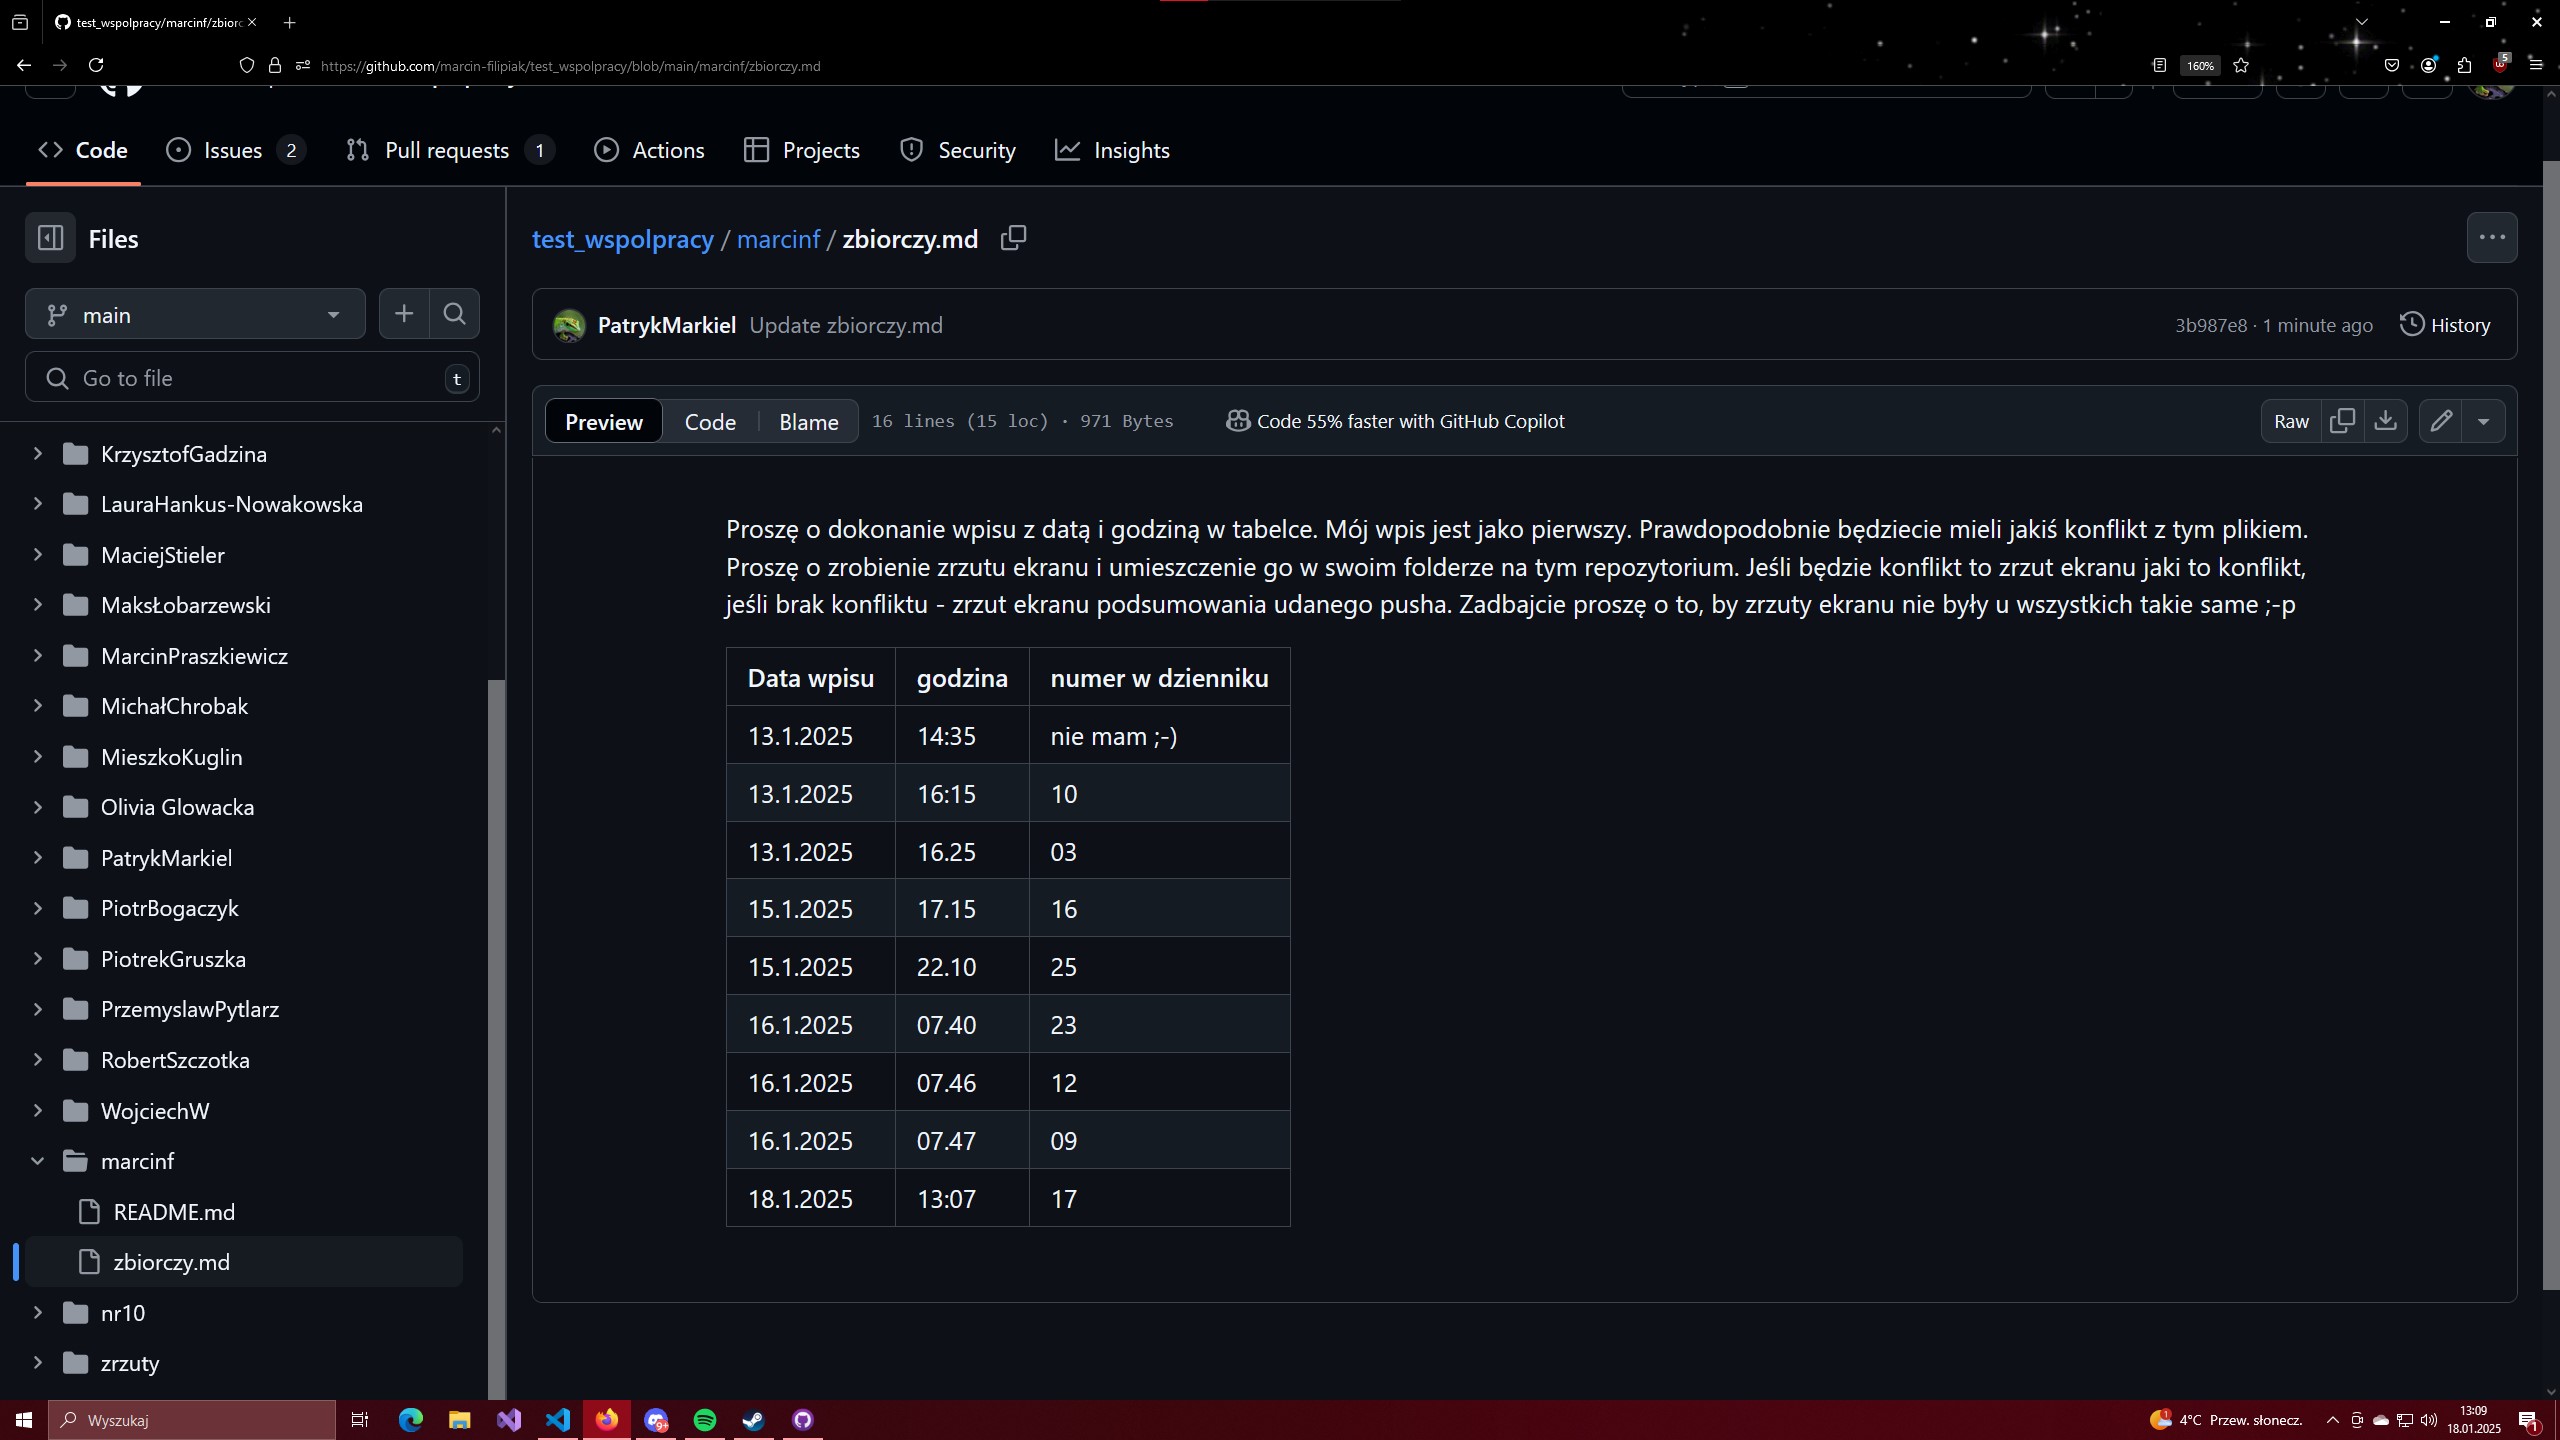 test_wspolpracy/marcinf/zbiorc
https://github.com/marcin-filipiak/test_wspolpracy/blob/main/marcinf/zbiorczy.md
160%
5
Code
Issues 2
Pull requests 1
Actions
Projects
Security
Insights
Files
main
Go to file
t
KrzysztofGadzina
LauraHankus-Nowakowska
MaciejStieler
MaksŁobarzewski
MarcinPraszkiewicz
MichałChrobak
MieszkoKuglin
Olivia Glowacka
PatrykMarkiel
PiotrBogaczyk
PiotrekGruszka
PrzemyslawPytlarz
RobertSzczotka
WojciechW
marcinf
README.md
zbiorczy.md
nr10
zrzuty
test_wspolpracy / marcinf / zbiorczy.md
PatrykMarkiel Update zbiorczy.md
3b987e8 · 1 minute ago
History
Preview
Code
Blame
16 lines (15 loc) · 971 Bytes
Code 55% faster with GitHub Copilot
Raw
Proszę o dokonanie wpisu z datą i godziną w tabelce. Mój wpis jest jako pierwszy. Prawdopodobnie będziecie mieli jakiś konflikt z tym plikiem.
Proszę o zrobienie zrzutu ekranu i umieszczenie go w swoim folderze na tym repozytorium. Jeśli będzie konflikt to zrzut ekranu jaki to konflikt,
jeśli brak konfliktu - zrzut ekranu podsumowania udanego pusha. Zadbajcie proszę o to, by zrzuty ekranu nie były u wszystkich takie same ;-p
Data wpisu godzina numer w dzienniku
13.1.2025 14:35 nie mam ;-)
13.1.2025 16:15 10
13.1.2025 16.25 03
15.1.2025 17.15 16
15.1.2025 22.10 25
16.1.2025 07.40 23
16.1.2025 07.46 12
16.1.2025 07.47 09
18.1.2025 13:07 17
Wyszukaj
9+
1
4°C Przew. słonecz.
13:09
18.01.2025
1